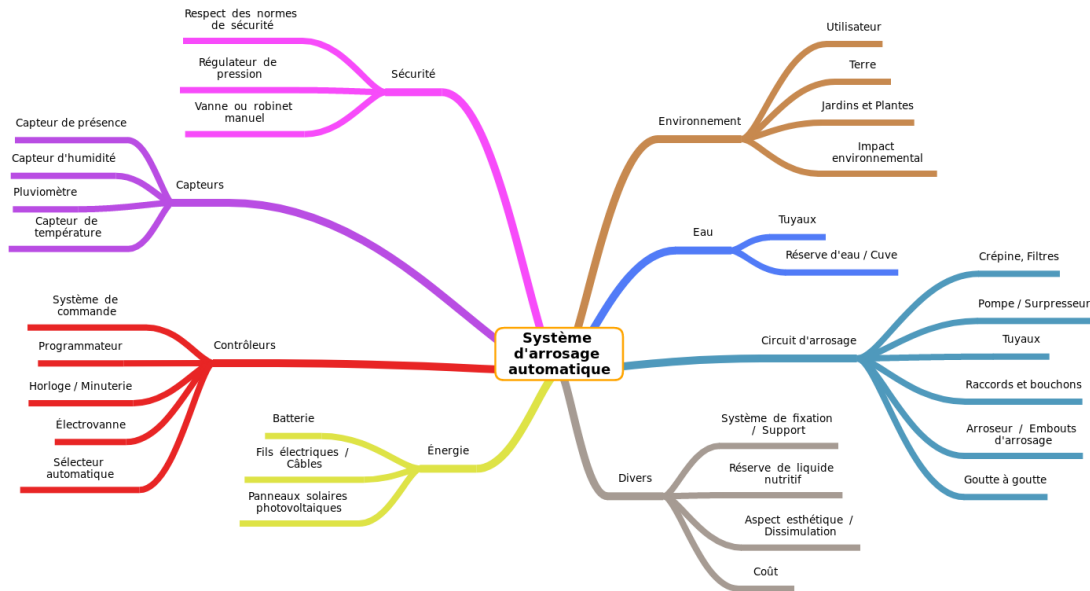 Système
d'arrosage
automatique
Sécurité
Respect des normes
de sécurité
Régulateur de
pression
Vanne ou robinet
manuel
Capteurs
Capteur de présence
Capteur d'humidité
Pluviomètre
Capteur de
température
Contrôleurs
Système de
commande
Programmateur
Horloge / Minuterie
Électrovanne
Sélecteur
automatique
Énergie
Batterie
Fils électriques /
Câbles
Panneaux solaires
photovoltaiques
Environnement
Utilisateur
Terre
Jardins et Plantes
Impact
environnemental
Eau
Tuyaux
Réserve d'eau / Cuve
Circuit d'arrosage
Crépine, Filtres
Pompe / Surpresseur
Tuyaux
Raccords et bouchons
Arroseur / Embouts
d'arrosage
Goutte à goutte
Divers
Système de fixation
/ Support
Réserve de liquide
nutritif
Aspect esthétique /
Dissimulation
Coût